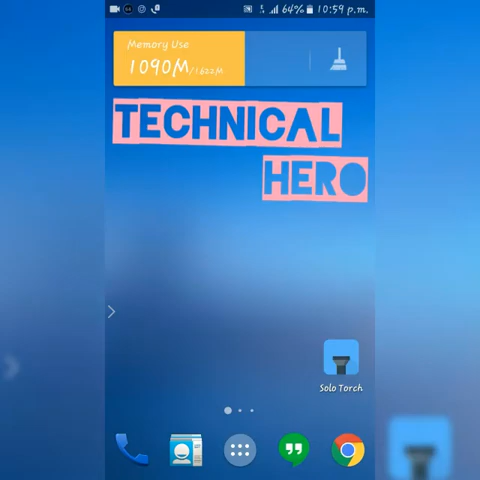 64% 10:59 p.m.
Memory Use
1090M/1622M
TECHNICAL
HERO
Solo Torch